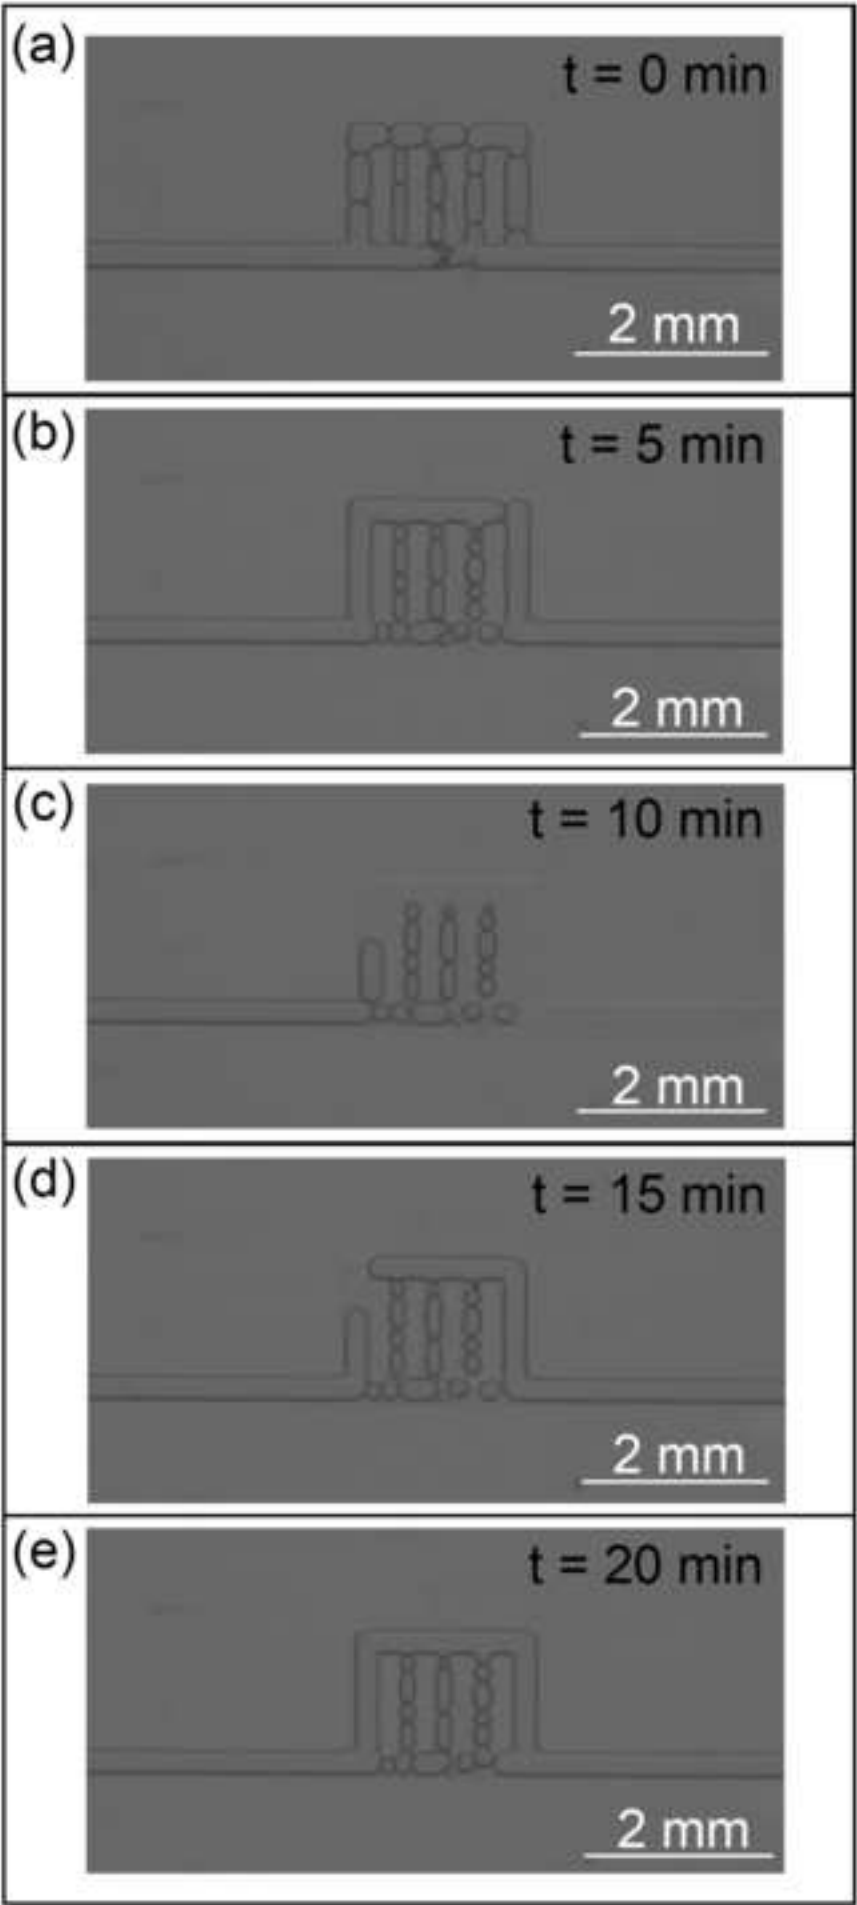 (a)
t = 0 min
2 mm
(b)
t = 5 min
2 mm
(c)
t = 10 min
2 mm
(d)
t = 15 min
2 mm
(e)
t = 20 min
2 mm